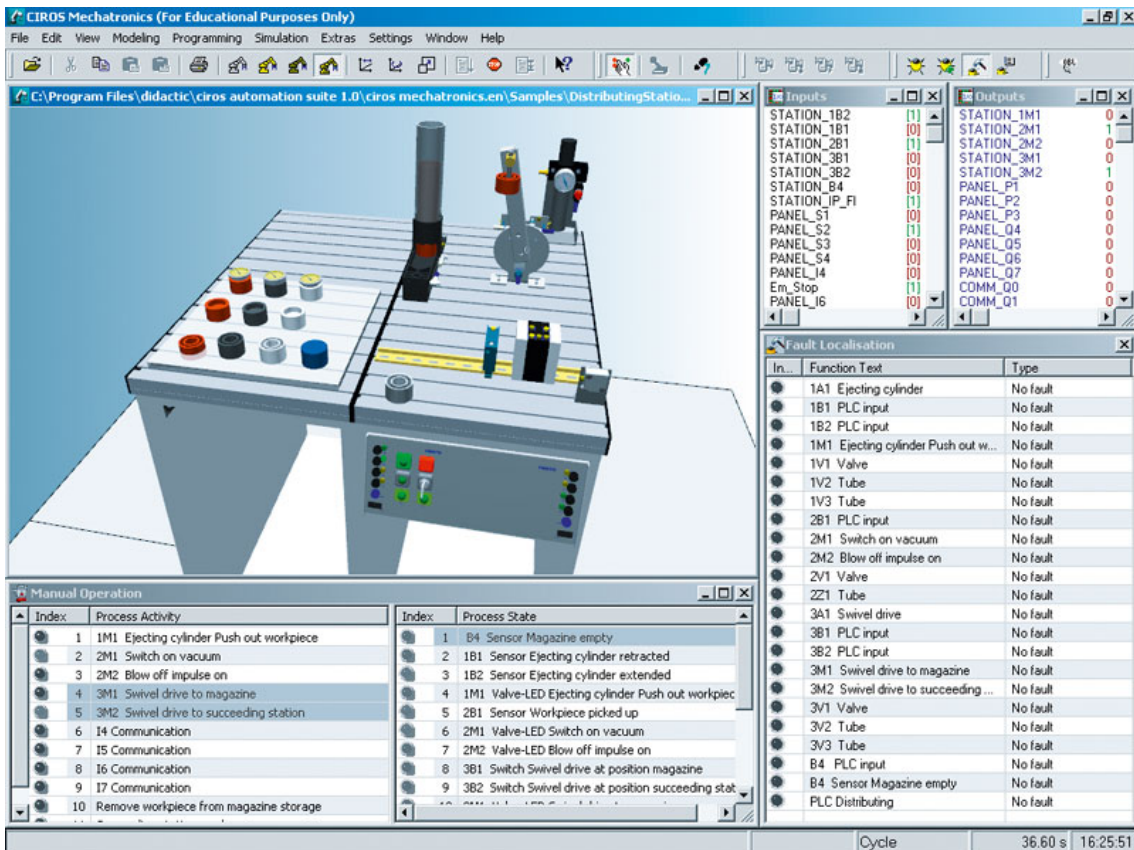 CIROS Mechatronics (For Educational Purposes Only)
File Edit View Modeling Programming Simulation Extras Settings Window Help
C:\Program Files\didactic\ciros automation suite 1.0\ciros mechatronics.en\Samples\DistributingStatio...
Inputs
STATION_1B2 [1]
STATION_1B1 [0]
STATION_2B1 [1]
STATION_3B1 [0]
STATION_3B2 [0]
STATION_B4 [0]
STATION_IP_FI [1]
PANEL_S1 [0]
PANEL_S2 [1]
PANEL_S3 [0]
PANEL_S4 [0]
PANEL_I4 [0]
Em_Stop [1]
PANEL_I6 [0]
Outputs
STATION_1M1 0
STATION_2M1 1
STATION_2M2 0
STATION_3M1 0
STATION_3M2 1
PANEL_P1 0
PANEL_P2 0
PANEL_P3 0
PANEL_Q4 0
PANEL_Q5 0
PANEL_Q6 0
PANEL_Q7 0
COMM_Q0 0
COMM_Q1 0
Fault Localisation
In... Function Text Type
1A1 Ejecting cylinder No fault
1B1 PLC input No fault
1B2 PLC input No fault
1M1 Ejecting cylinder Push out w... No fault
1V1 Valve No fault
1V2 Tube No fault
1V3 Tube No fault
2B1 PLC input No fault
2M1 Switch on vacuum No fault
2M2 Blow off impulse on No fault
2V1 Valve No fault
2Z1 Tube No fault
3A1 Swivel drive No fault
3B1 PLC input No fault
3B2 PLC input No fault
3M1 Swivel drive to magazine No fault
3M2 Swivel drive to succeeding ... No fault
3V1 Valve No fault
3V2 Tube No fault
3V3 Tube No fault
B4 PLC input No fault
B4 Sensor Magazine empty No fault
PLC Distributing No fault
Manual Operation
Index Process Activity
1 1M1 Ejecting cylinder Push out workpiece
2 2M1 Switch on vacuum
3 2M2 Blow off impulse on
4 3M1 Swivel drive to magazine
5 3M2 Swivel drive to succeeding station
6 I4 Communication
7 I5 Communication
8 I6 Communication
9 I7 Communication
10 Remove workpiece from magazine storage
Index Process State
1 B4 Sensor Magazine empty
2 1B1 Sensor Ejecting cylinder retracted
3 1B2 Sensor Ejecting cylinder extended
4 1M1 Valve-LED Ejecting cylinder Push out workpiec
5 2B1 Sensor Workpiece picked up
6 2M1 Valve-LED Switch on vacuum
7 2M2 Valve-LED Blow off impulse on
8 3B1 Switch Swivel drive at position magazine
9 3B2 Switch Swivel drive at position succeeding stat
Cycle 36.60 s 16:25:51